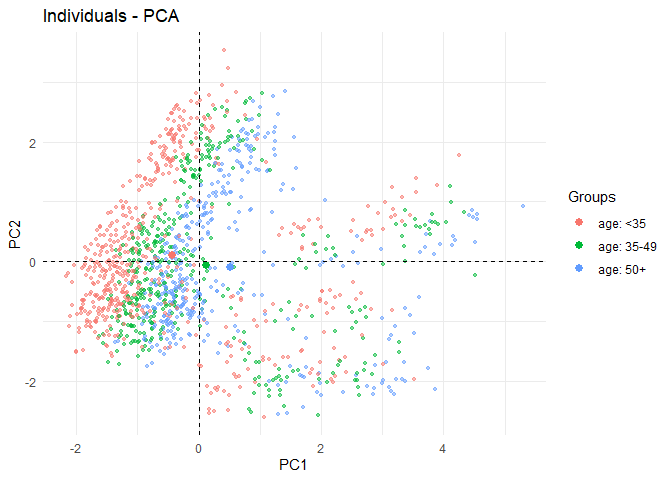 Individuals - PCA
PC2
2
0
-2
-2
0
2
4
PC1
Groups
age: <35
age: 35-49
age: 50+